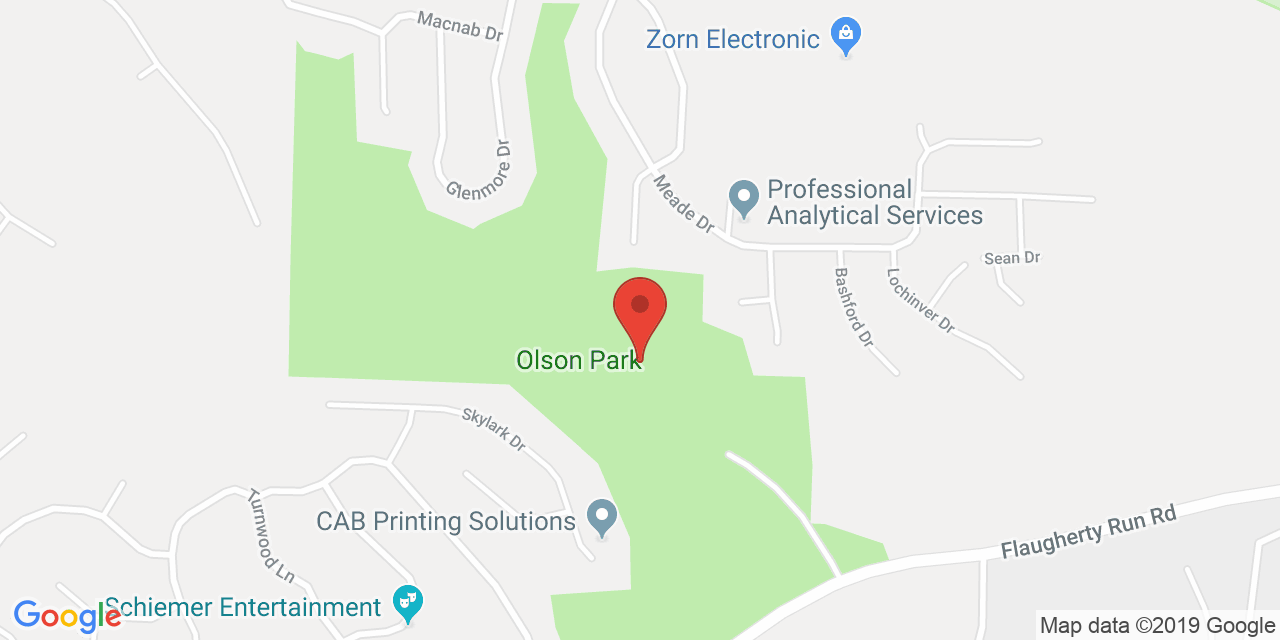 Macnab Dr
Zorn Electronic
Glenmore Dr
Meade Dr
Professional
Analytical Services
Sean Dr
Bashford Dr
Lochinver Dr
Olson Park
Skylark Dr
CAB Printing Solutions
Turnwood Ln
Flaugherty Run Rd
Schiemer Entertainment
Google
Map data ©2019 Google